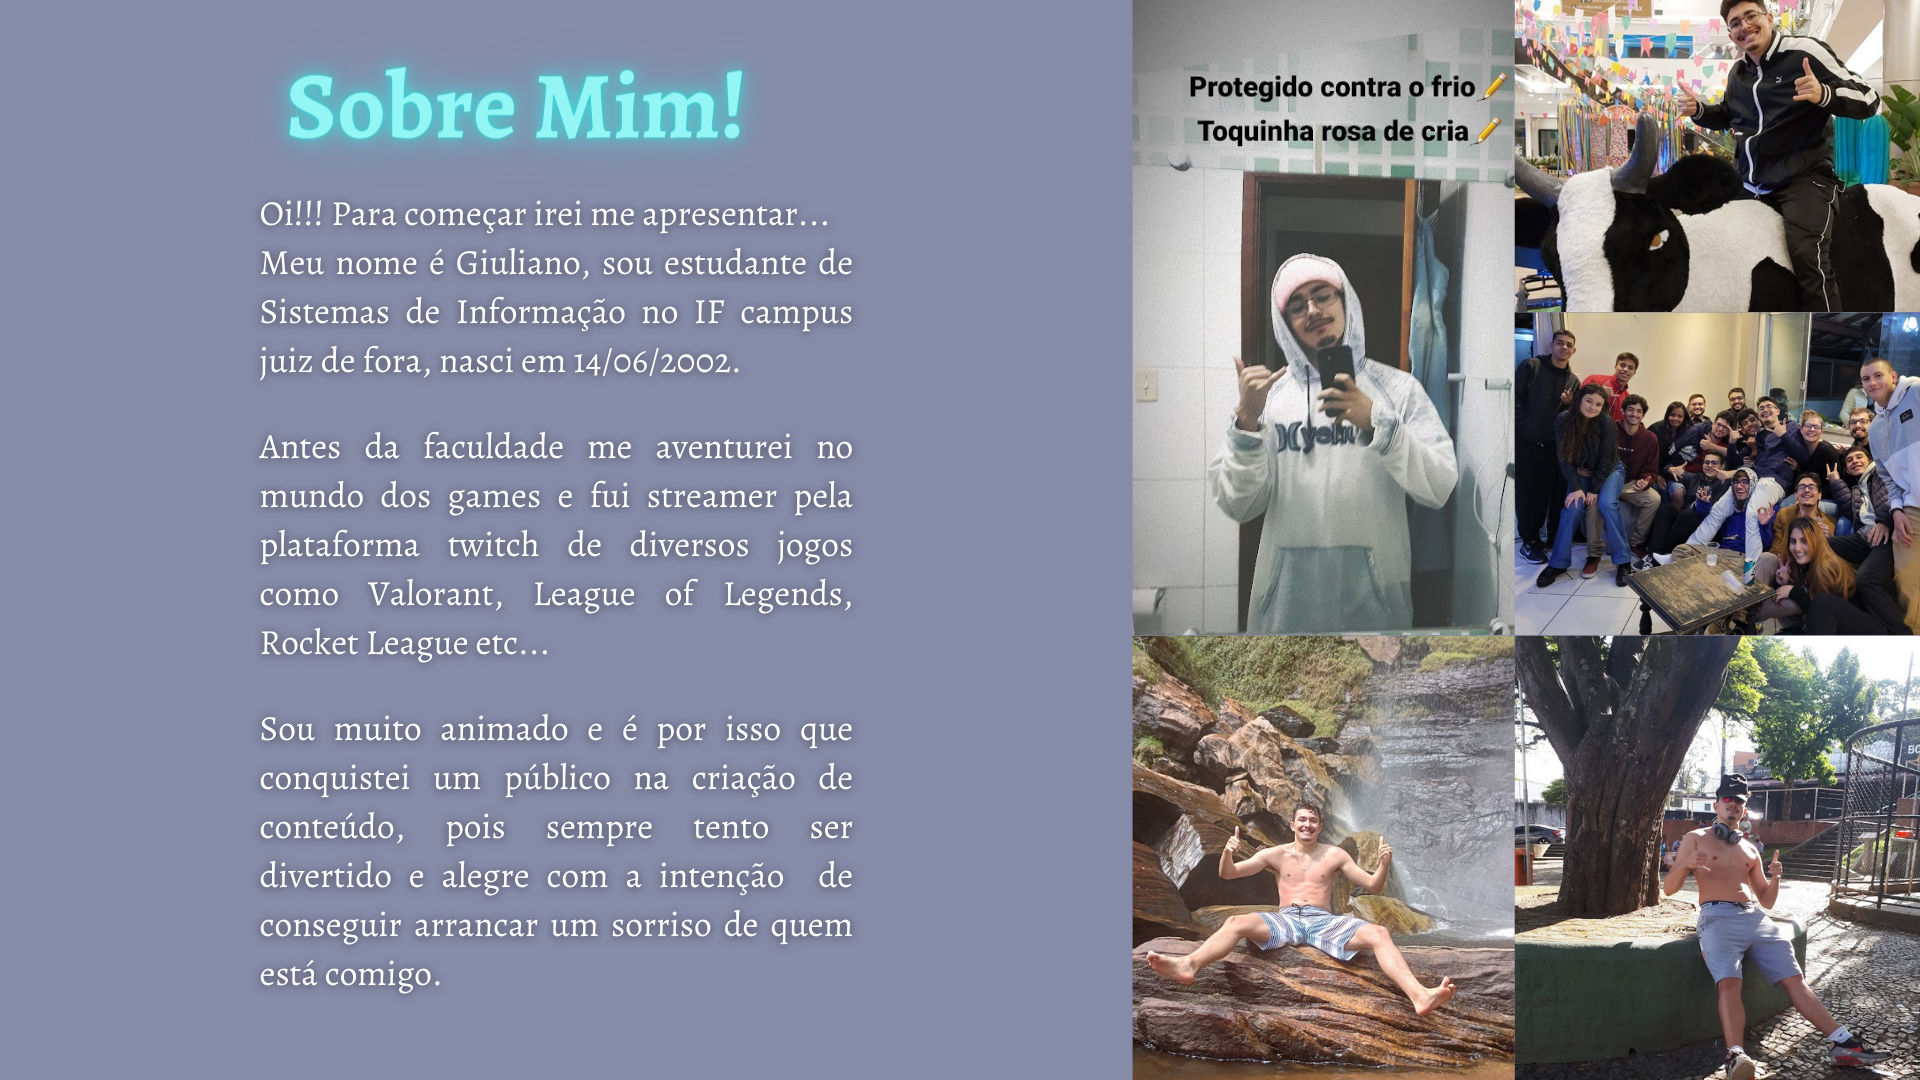 Sobre Mim!
Oi!!! Para começar irei me apresentar...
Meu nome é Giuliano, sou estudante de
Sistemas de Informação no IF campus
juiz de fora, nasci em 14/06/2002.
Antes da faculdade me aventurei no
mundo dos games e fui streamer pela
plataforma twitch de diversos jogos
como Valorant, League of Legends,
Rocket League etc...
Sou muito animado e é por isso que
conquistei um público na criação de
conteúdo, pois sempre tento ser
divertido e alegre com a intenção de
conseguir arrancar um sorriso de quem
está comigo.
Protegido contra o frio ✏️
Toquinha rosa de cria ✏️